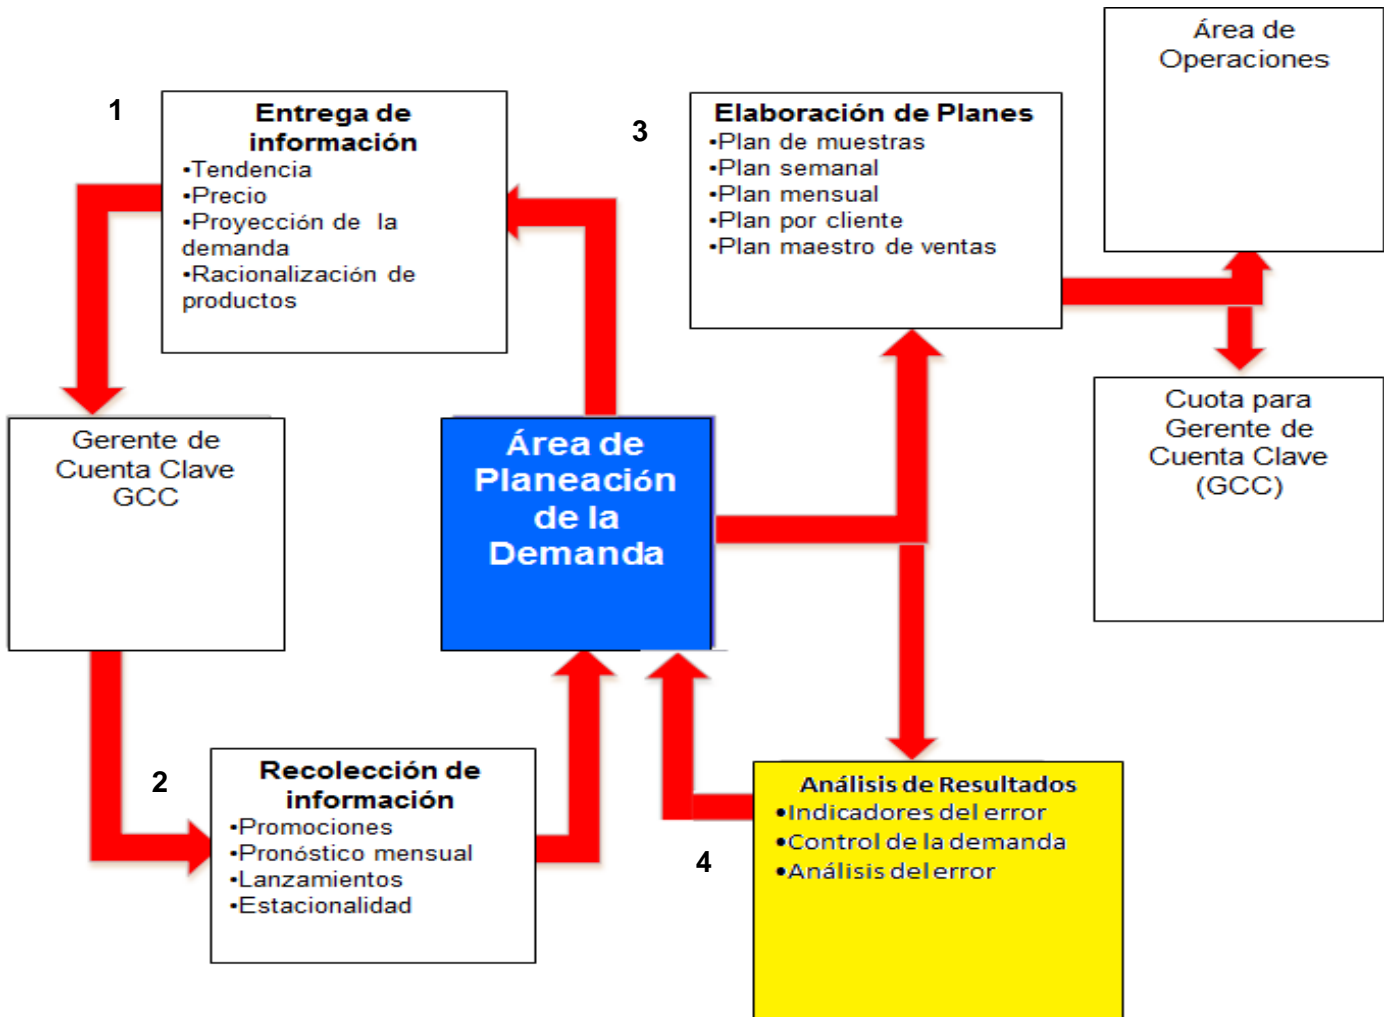 1
Entrega de
información
•Tendencia
•Precio
•Proyección de la
demanda
•Racionalización de
productos
Gerente de
Cuenta Clave
GCC
2
Recolección de
información
•Promociones
•Pronóstico mensual
•Lanzamientos
•Estacionalidad
Área de
Planeación
de la
Demanda
3
Elaboración de Planes
•Plan de muestras
•Plan semanal
•Plan mensual
•Plan por cliente
•Plan maestro de ventas
Área de
Operaciones
Cuota para
Gerente de
Cuenta Clave
(GCC)
4
Análisis de Resultados
•Indicadores del error
•Control de la demanda
•Análisis del error